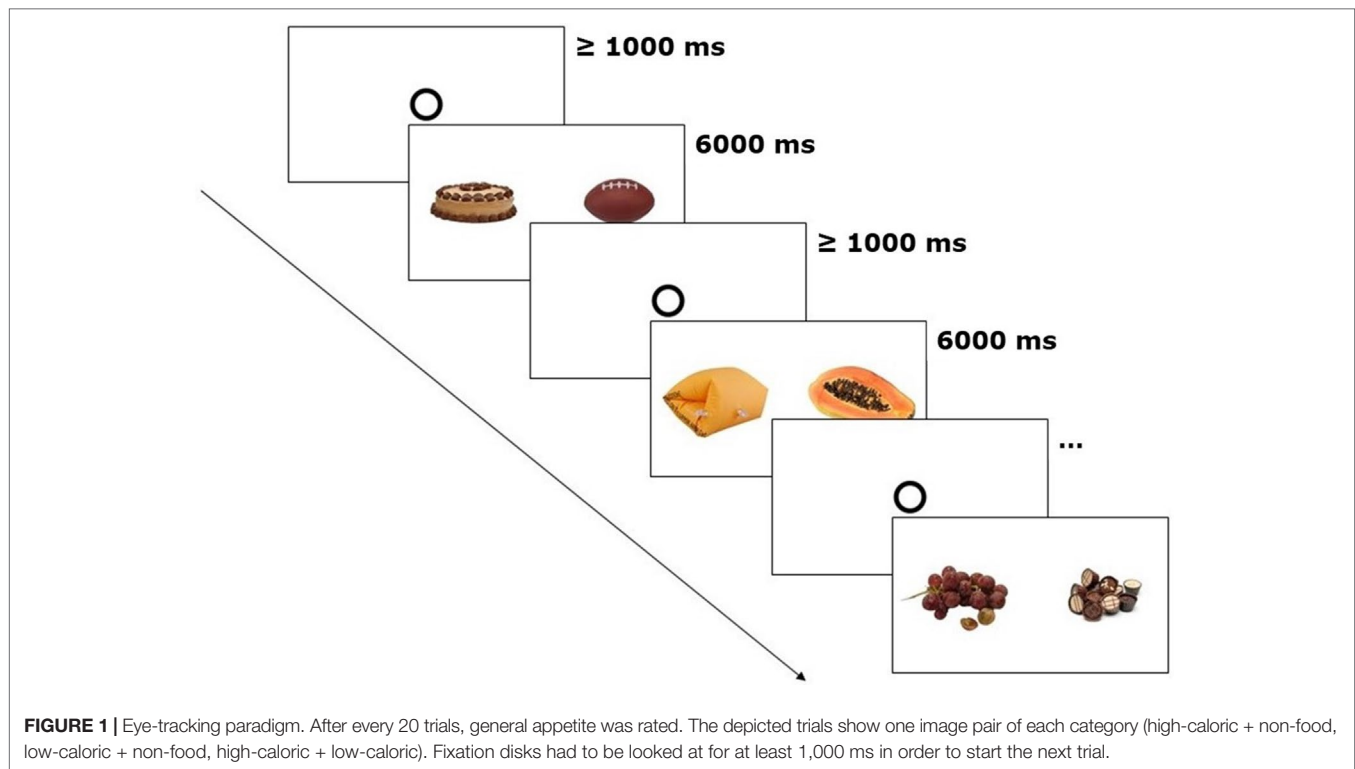 ≥ 1000 ms
6000 ms
≥ 1000 ms
6000 ms
...
FIGURE 1 | Eye-tracking paradigm. After every 20 trials, general appetite was rated. The depicted trials show one image pair of each category (high-caloric + non-food,
low-caloric + non-food, high-caloric + low-caloric). Fixation disks had to be looked at for at least 1,000 ms in order to start the next trial.